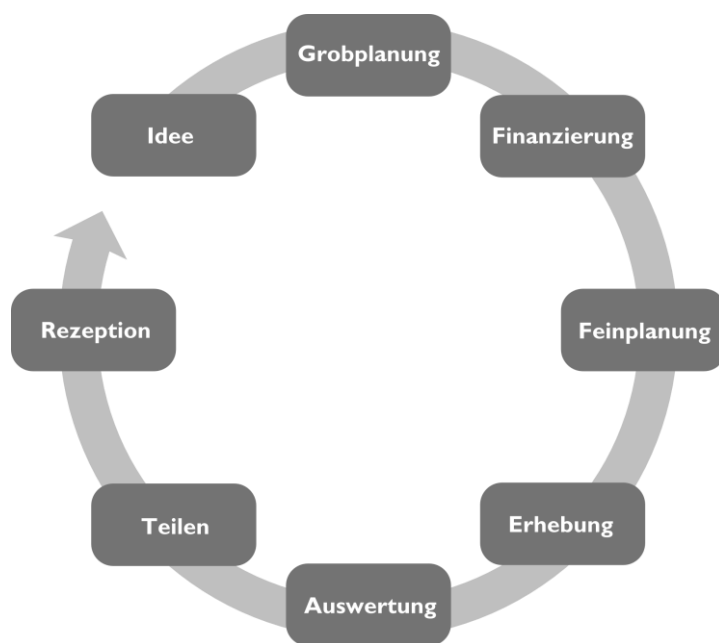 Grobplanung
Idee
Finanzierung
Rezeption
Feinplanung
Teilen
Erhebung
Auswertung